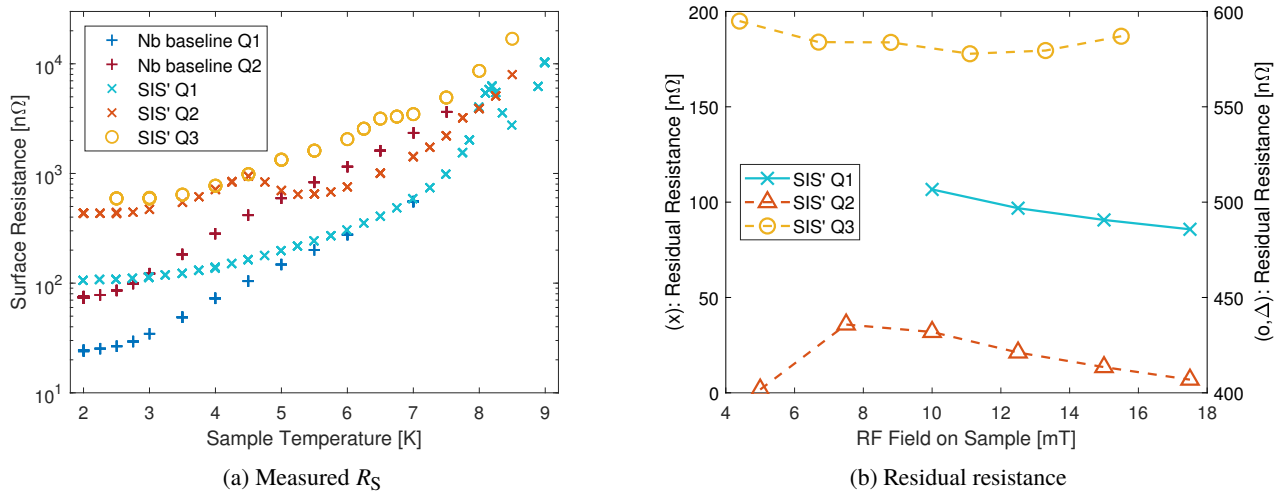 Surface Resistance [nΩ]
10^4
10^3
10^2
10^1
Nb baseline Q1
Nb baseline Q2
SIS' Q1
SIS' Q2
SIS' Q3
2 3 4 5 6 7 8 9
Sample Temperature [K]
(a) Measured R_S
(x): Residual Resistance [nΩ]
200
150
100
50
0
SIS' Q1
SIS' Q2
SIS' Q3
4 6 8 10 12 14 16 18
RF Field on Sample [mT]
600
550
500
450
400
(o,Δ): Residual Resistance [nΩ]
(b) Residual resistance